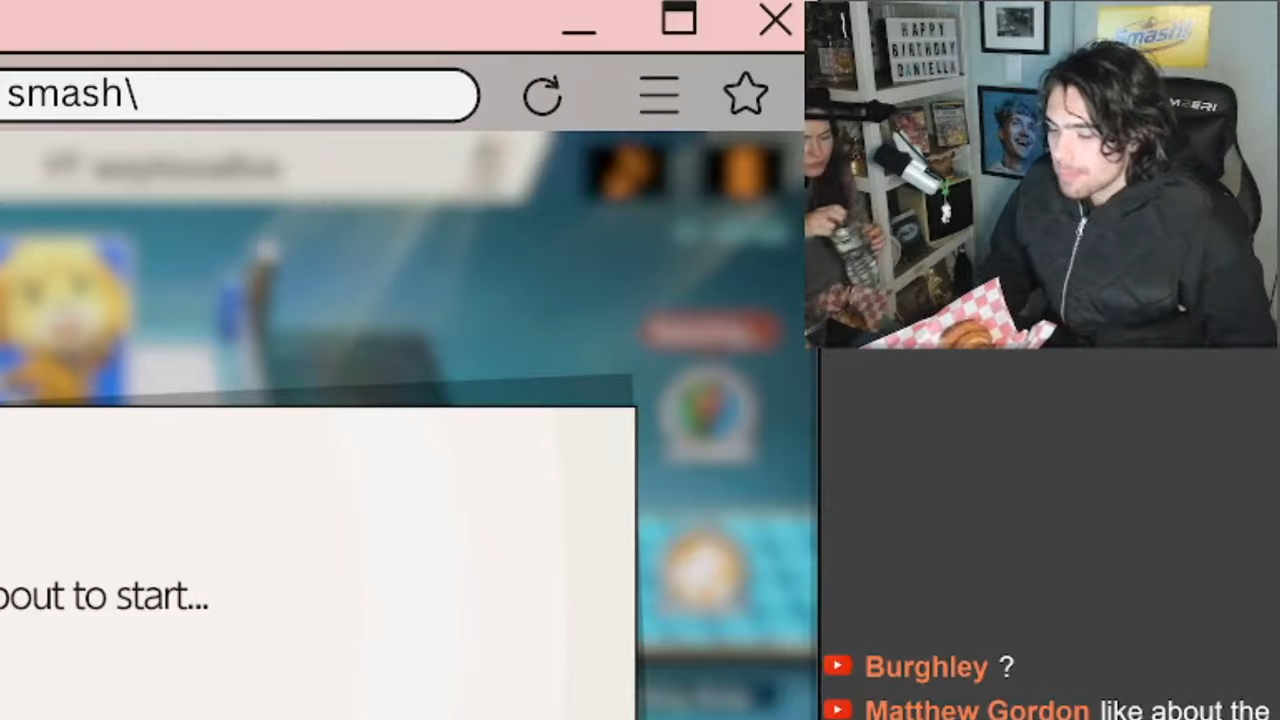 smash\
HAPPY
BIRTHDAY
DANIELLA
Smash!
bout to start...
Burghley ?
Matthew Gordon like about the